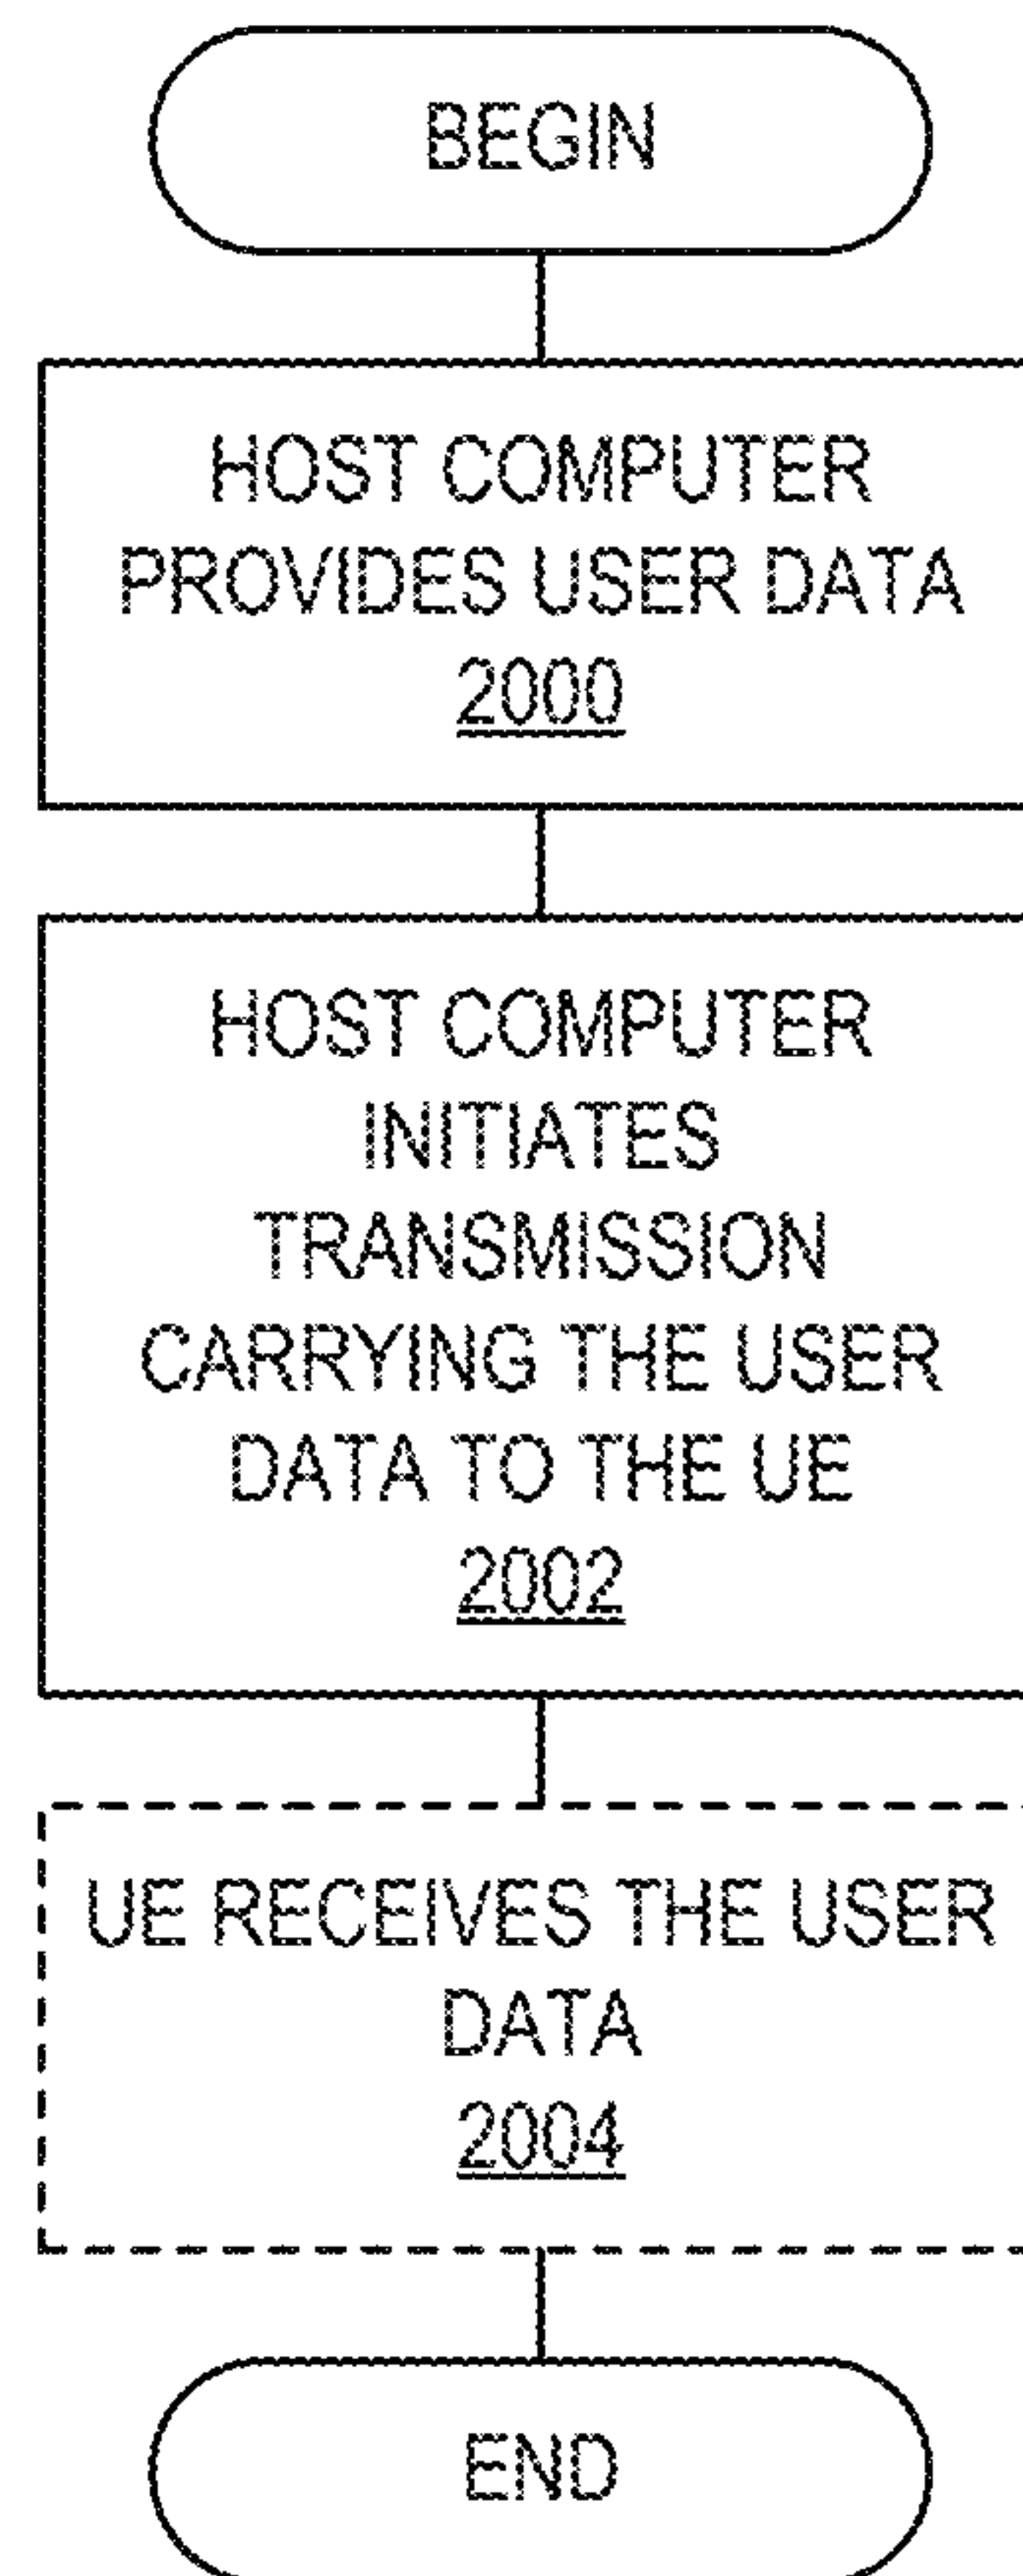 BEGIN
HOST COMPUTER
PROVIDES USER DATA
2000
HOST COMPUTER
INITIATES
TRANSMISSION
CARRYING THE USER
DATA TO THE UE
2002
UE RECEIVES THE USER
DATA
2004
END